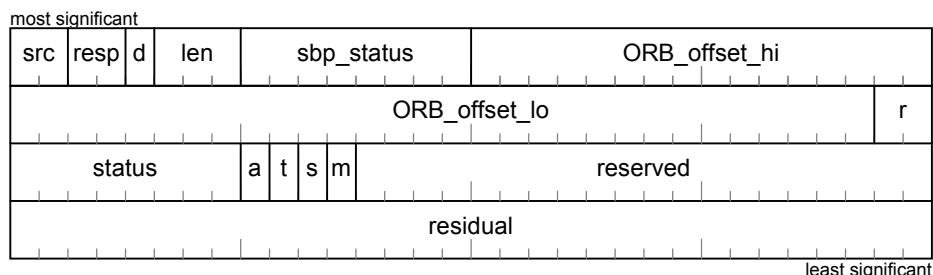 most significant
src resp d len sbp_status ORB_offset_hi
ORB_offset_lo r
status a t s m reserved
residual
least significant